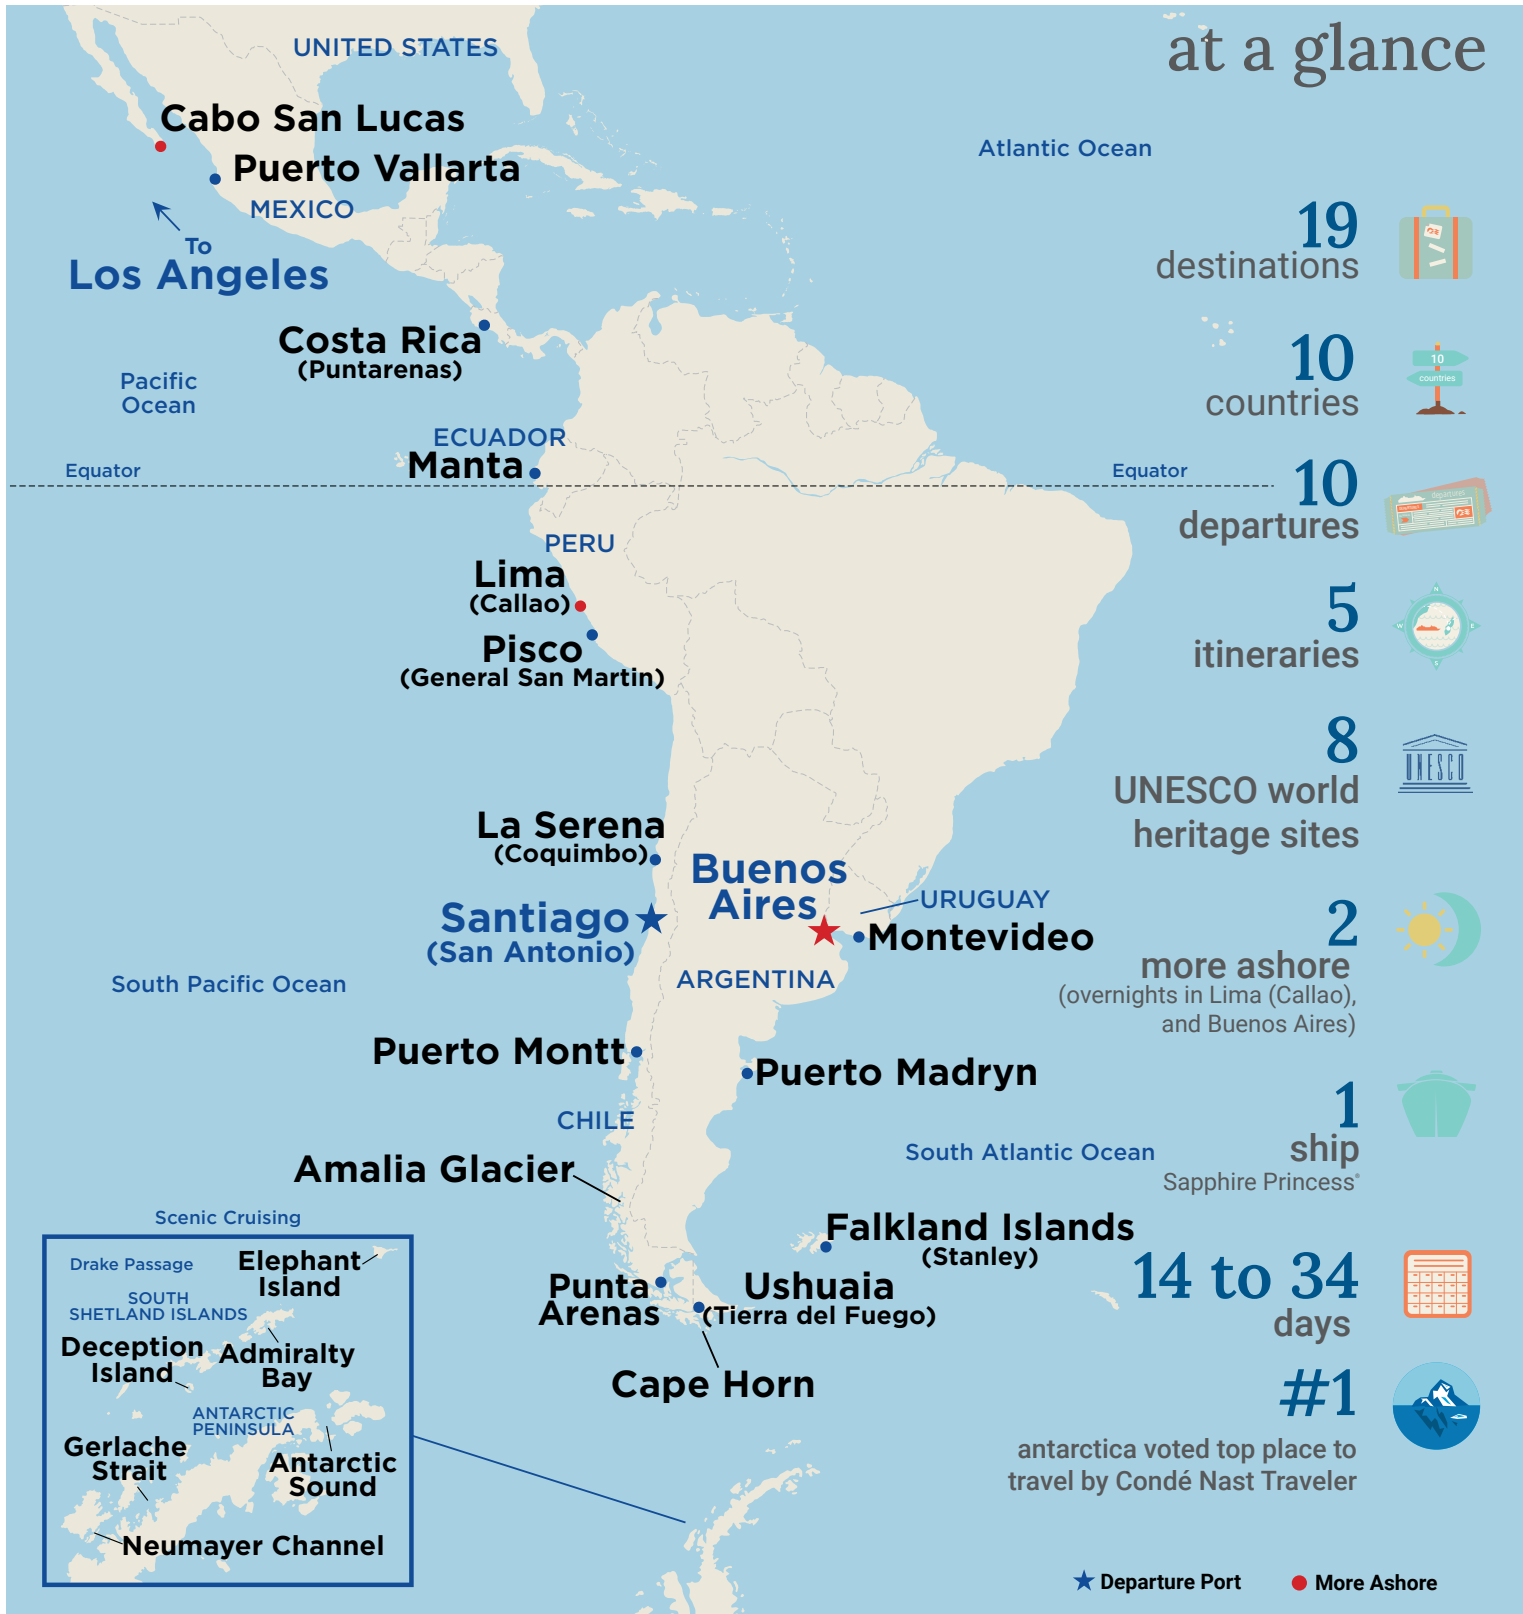 at a glance
UNITED STATES
Cabo San Lucas
Puerto Vallarta
MEXICO
To
Los Angeles
Costa Rica
(Puntarenas)
Pacific
Ocean
Atlantic Ocean
ECUADOR
Manta
Equator
Equator
PERU
Lima
(Callao)
Pisco
(General San Martin)
La Serena
(Coquimbo)
Buenos
Aires
Santiago
(San Antonio)
URUGUAY
Montevideo
ARGENTINA
South Pacific Ocean
Puerto Montt
Puerto Madryn
CHILE
Amalia Glacier
South Atlantic Ocean
Falkland Islands
(Stanley)
Punta
Arenas
Ushuaia
(Tierra del Fuego)
Cape Horn
Scenic Cruising
Drake Passage
Elephant
Island
SOUTH
SHETLAND ISLANDS
Deception
Island
Admiralty
Bay
ANTARCTIC
PENINSULA
Gerlache
Strait
Antarctic
Sound
Neumayer Channel
19
destinations
10
countries
10
countries
10
departures
departures
5
itineraries
N
W
E
S
8
UNESCO world
heritage sites
UNESCO
2
more ashore
(overnights in Lima (Callao),
and Buenos Aires)
1
ship
Sapphire Princess®
14 to 34
days
#1
antarctica voted top place to
travel by Condé Nast Traveler
Departure Port
More Ashore